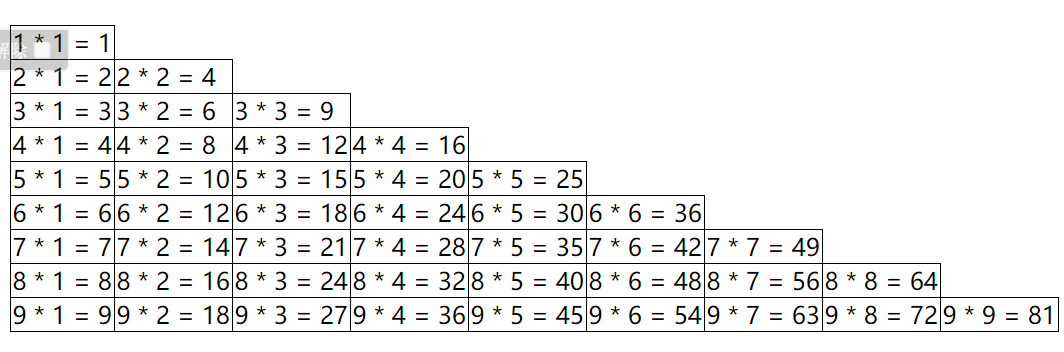 解除
1 * 1 = 1
2 * 1 = 2 2 * 2 = 4
3 * 1 = 3 3 * 2 = 6 3 * 3 = 9
4 * 1 = 4 4 * 2 = 8 4 * 3 = 12 4 * 4 = 16
5 * 1 = 5 5 * 2 = 10 5 * 3 = 15 5 * 4 = 20 5 * 5 = 25
6 * 1 = 6 6 * 2 = 12 6 * 3 = 18 6 * 4 = 24 6 * 5 = 30 6 * 6 = 36
7 * 1 = 7 7 * 2 = 14 7 * 3 = 21 7 * 4 = 28 7 * 5 = 35 7 * 6 = 42 7 * 7 = 49
8 * 1 = 8 8 * 2 = 16 8 * 3 = 24 8 * 4 = 32 8 * 5 = 40 8 * 6 = 48 8 * 7 = 56 8 * 8 = 64
9 * 1 = 9 9 * 2 = 18 9 * 3 = 27 9 * 4 = 36 9 * 5 = 45 9 * 6 = 54 9 * 7 = 63 9 * 8 = 72 9 * 9 = 81